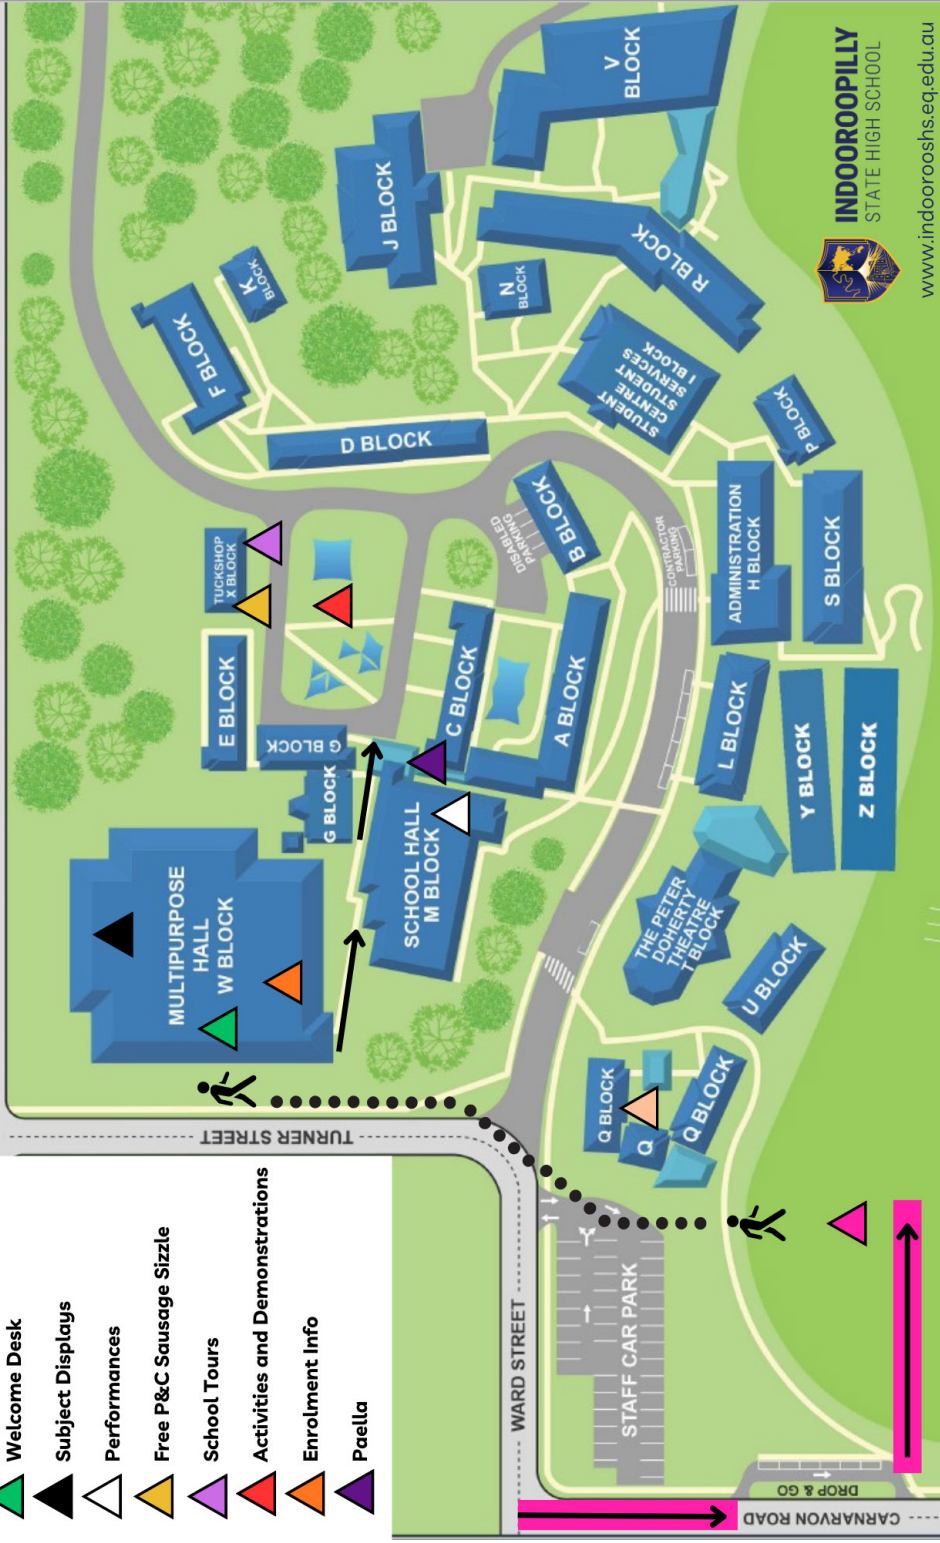 INDOOROOPILLY
STATE HIGH SCHOOL
www.indoorooshs.eq.edu.au
V
BLOCK
J BLOCK
K
BLOCK
F BLOCK
N
BLOCK
R BLOCK
STUDENT
CENTRE
STUDENT
SERVICES
I BLOCK
P BLOCK
D BLOCK
B BLOCK
DISABLED
PARKING
CONTRACTOR
PARKING
ADMINISTRATION
H BLOCK
S BLOCK
TUCKSHOP
X BLOCK
E BLOCK
G BLOCK
G BLOCK
C BLOCK
A BLOCK
L BLOCK
Y BLOCK
Z BLOCK
MULTIPURPOSE
HALL
W BLOCK
SCHOOL HALL
M BLOCK
THE PETER
DOHERTY
THEATRE
T BLOCK
U BLOCK
Q BLOCK
Q
Q BLOCK
TURNER STREET
WARD STREET
STAFF CAR PARK
DROP & GO
CARNARVON ROAD
Welcome Desk
Subject Displays
Performances
Free P&C Sausage Sizzle
School Tours
Activities and Demonstrations
Enrolment Info
Paella